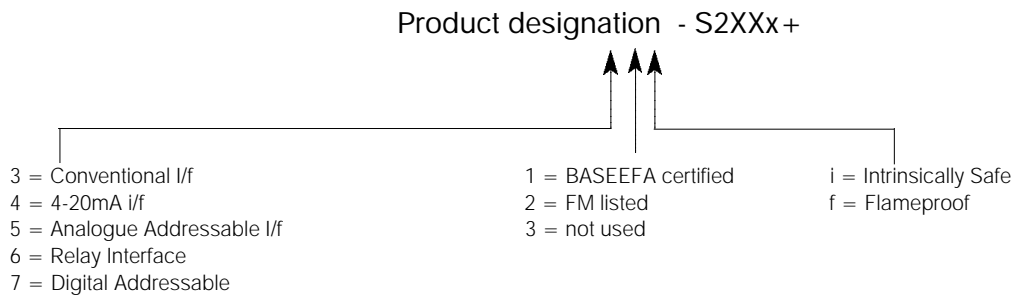 Product designation - S2XXx+
3 = Conventional I/f
4 = 4-20mA i/f
5 = Analogue Addressable I/f
6 = Relay Interface
7 = Digital Addressable
1 = BASEEFA certified
2 = FM listed
3 = not used
i = Intrinsically Safe
f = Flameproof